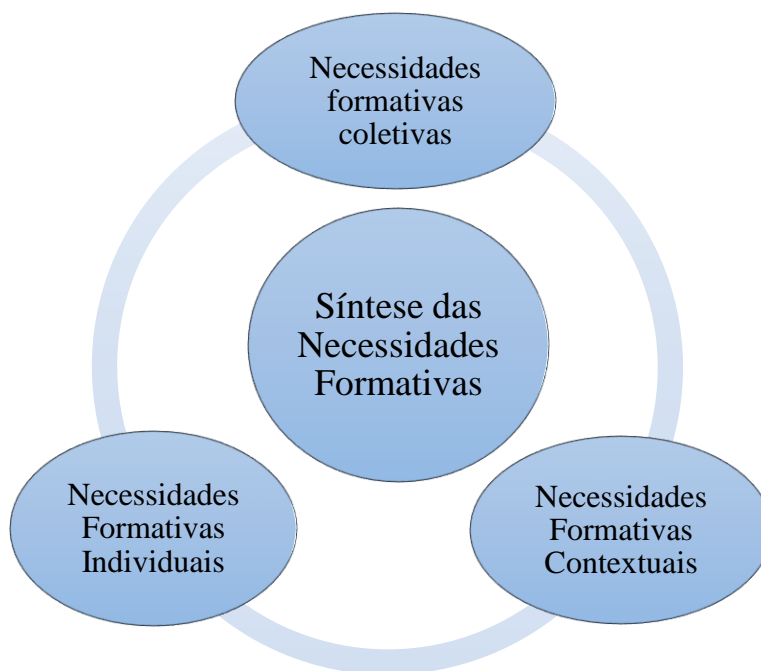 Necessidades
formativas
coletivas
Síntese das
Necessidades
Formativas
Necessidades
Formativas
Individuais
Necessidades
Formativas
Contextuais